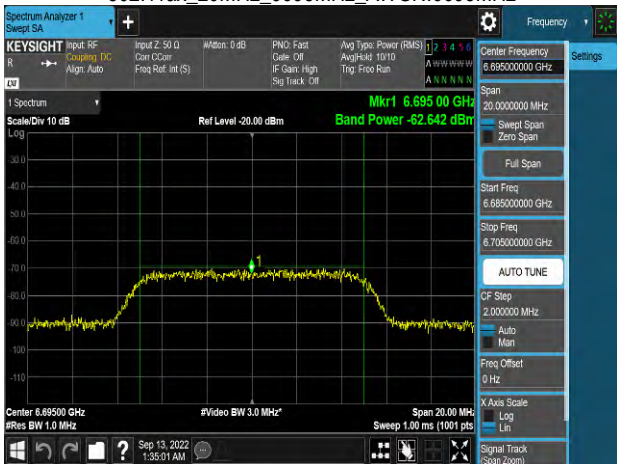 Spectrum Analyzer 1
Swept SA
Frequency
KEYSIGHT
R
Input: RF
Coupling: DC
Align: Auto
Input Z: 50 Ω
Corr CCorr
Freq Ref: Int (S)
#Atten: 0 dB
PNO: Fast
Gate: Off
IF Gain: High
Sig Track: Off
Avg Type: Power (RMS)
Avg|Hold: 10/10
Trig: Free Run
1 2 3 4 5 6
A W W W W W
A N N N N N
1 Spectrum
Scale/Div 10 dB
Log
Ref Level -20.00 dBm
Mkr1 6.695 00 GHz
Band Power -62.642 dBm
-30.0
-40.0
-50.0
-60.0
-70.0
-80.0
-90.0
-100
-110
1
Center 6.69500 GHz
#Res BW 1.0 MHz
#Video BW 3.0 MHz*
Span 20.00 MHz
Sweep 1.00 ms (1001 pts)
Sep 13, 2022
1:35:01 AM
Settings
Center Frequency
6.695000000 GHz
Span
20.0000000 MHz
Swept Span
Zero Span
Full Span
Start Freq
6.685000000 GHz
Stop Freq
6.705000000 GHz
AUTO TUNE
CF Step
2.000000 MHz
Auto
Man
Freq Offset
0 Hz
X Axis Scale
Log
Lin
Signal Track
(Span Zoom)